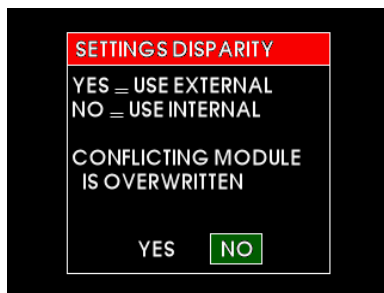 SETTINGS DISPARITY
YES = USE EXTERNAL
NO = USE INTERNAL
CONFLICTING MODULE
IS OVERWRITTEN
YES NO